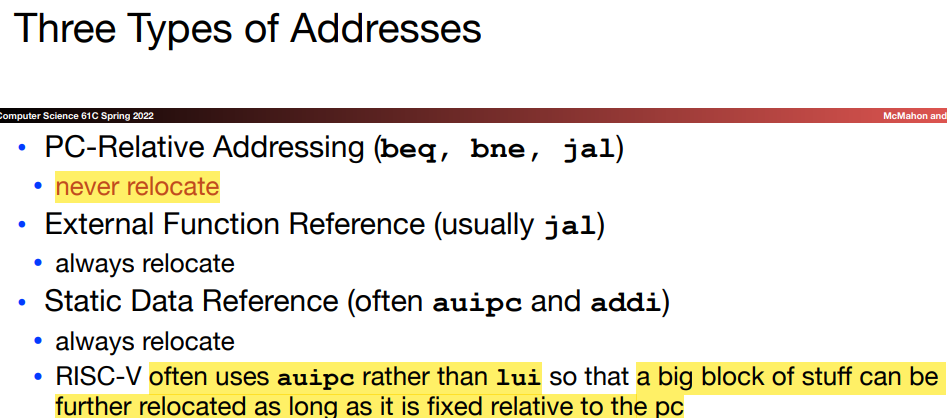 Three Types of Addresses
Computer Science 61C Spring 2022
McMahon and
• PC-Relative Addressing (beq, bne, jal)
• never relocate
• External Function Reference (usually jal)
• always relocate
• Static Data Reference (often auipc and addi)
• always relocate
• RISC-V often uses auipc rather than lui so that a big block of stuff can be
further relocated as long as it is fixed relative to the pc